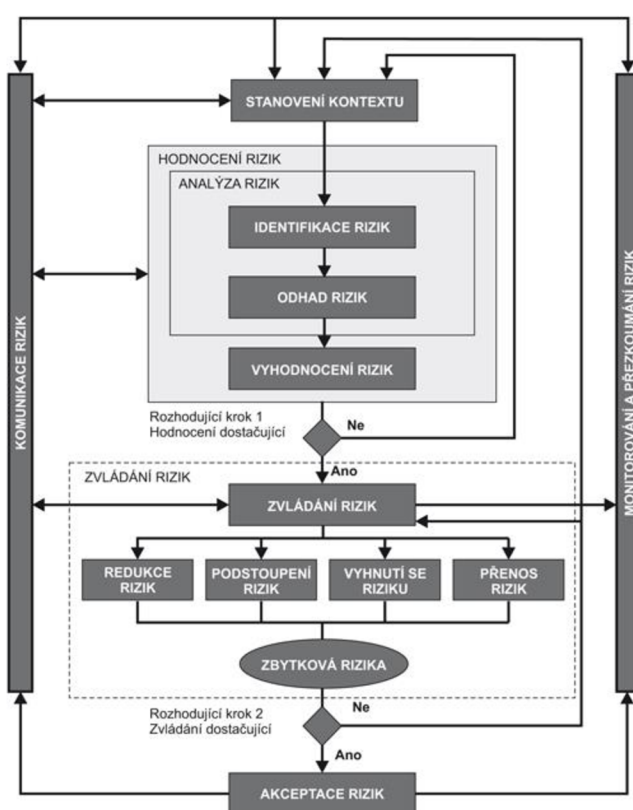 STANOVENÍ KONTEXTU
HODNOCENÍ RIZIK
ANALÝZA RIZIK
IDENTIFIKACE RIZIK
ODHAD RIZIK
VYHODNOCENÍ RIZIK
KOMUNIKACE RIZIK
MONITOROVÁNÍ A PŘEZKOUMÁNÍ RIZIK
Rozhodující krok 1
Hodnocení dostačující
Ne
Ano
ZVLÁDÁNÍ RIZIK
ZVLÁDÁNÍ RIZIK
REDUKCE
RIZIK
PODSTOUPENÍ
RIZIK
VYHNUTÍ SE
RIZIKU
PŘENOS
RIZIK
ZBYTKOVÁ RIZIKA
Rozhodující krok 2
Zvládání dostačující
Ne
Ano
AKCEPTACE RIZIK